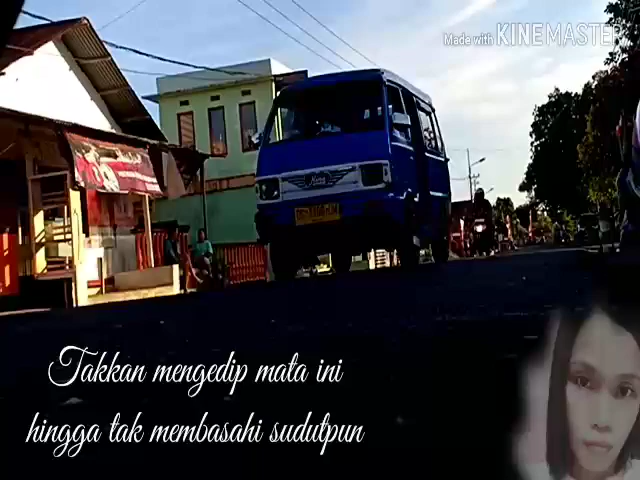 Made with KINEMASTER
Takkan mengedip mata ini
hingga tak membasahi sudutpun